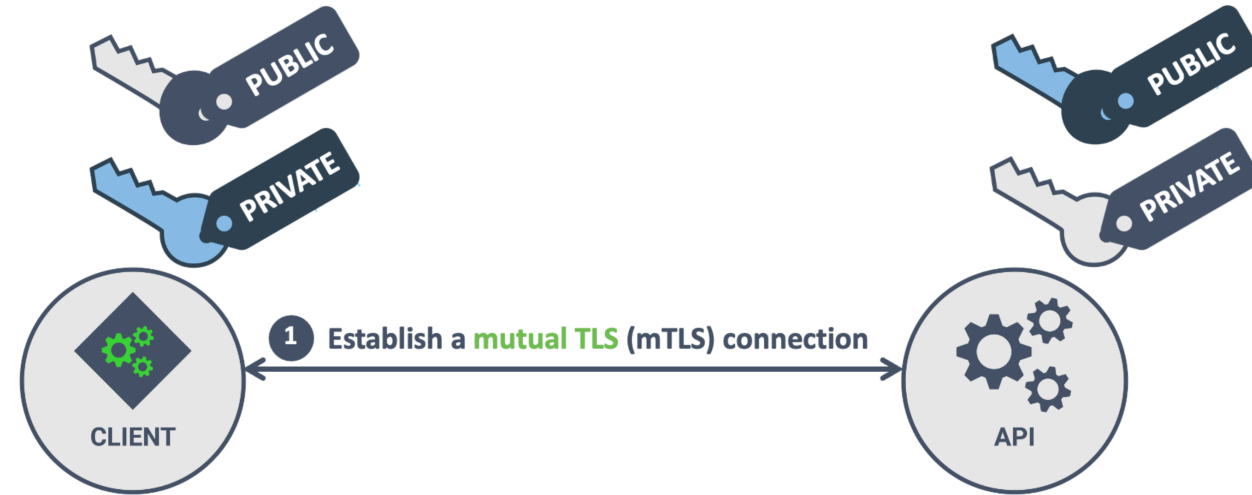 PUBLIC
PUBLIC
PRIVATE
PRIVATE
1 Establish a mutual TLS (mTLS) connection
CLIENT
API